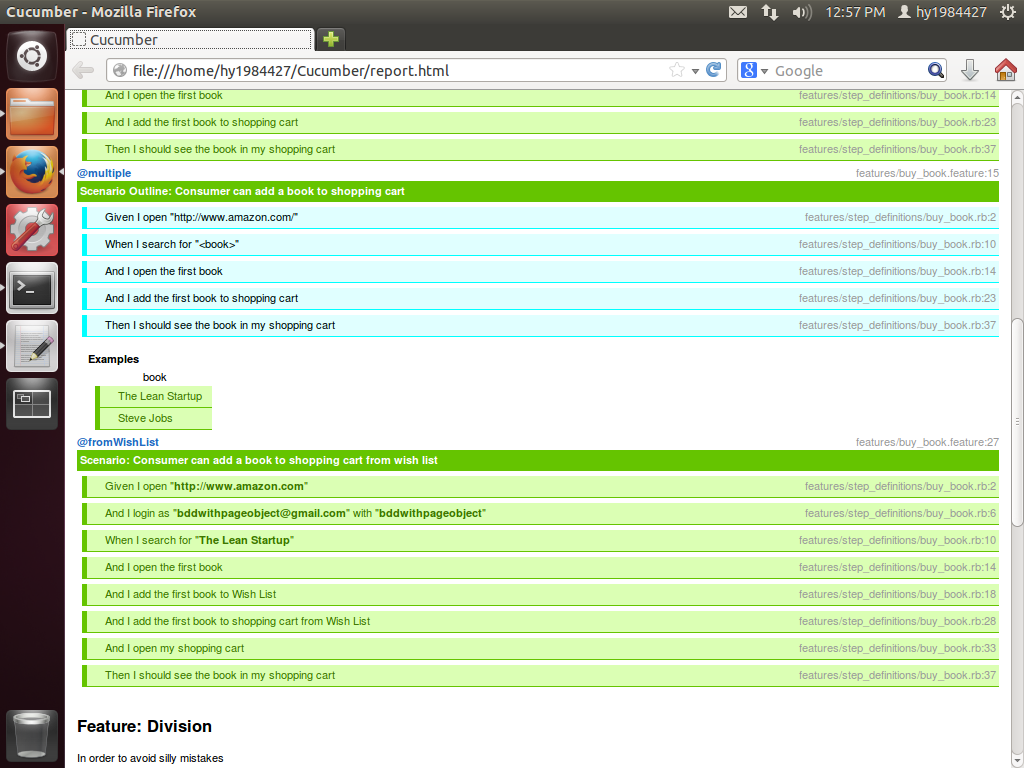 Cucumber - Mozilla Firefox
12:57 PM hy1984427
Cucumber
file:///home/hy1984427/Cucumber/report.html
8 Google
And I open the first book features/step_definitions/buy_book.rb:14
And I add the first book to shopping cart features/step_definitions/buy_book.rb:23
Then I should see the book in my shopping cart features/step_definitions/buy_book.rb:37
@multiple features/buy_book.feature:15
Scenario Outline: Consumer can add a book to shopping cart
Given I open "http://www.amazon.com/" features/step_definitions/buy_book.rb:2
When I search for "<book>" features/step_definitions/buy_book.rb:10
And I open the first book features/step_definitions/buy_book.rb:14
And I add the first book to shopping cart features/step_definitions/buy_book.rb:23
Then I should see the book in my shopping cart features/step_definitions/buy_book.rb:37
Examples
book
The Lean Startup
Steve Jobs
@fromWishList features/buy_book.feature:27
Scenario: Consumer can add a book to shopping cart from wish list
Given I open "http://www.amazon.com" features/step_definitions/buy_book.rb:2
And I login as "bddwithpageobject@gmail.com" with "bddwithpageobject" features/step_definitions/buy_book.rb:6
When I search for "The Lean Startup" features/step_definitions/buy_book.rb:10
And I open the first book features/step_definitions/buy_book.rb:14
And I add the first book to Wish List features/step_definitions/buy_book.rb:18
And I add the first book to shopping cart from Wish List features/step_definitions/buy_book.rb:28
And I open my shopping cart features/step_definitions/buy_book.rb:33
Then I should see the book in my shopping cart features/step_definitions/buy_book.rb:37
Feature: Division
In order to avoid silly mistakes